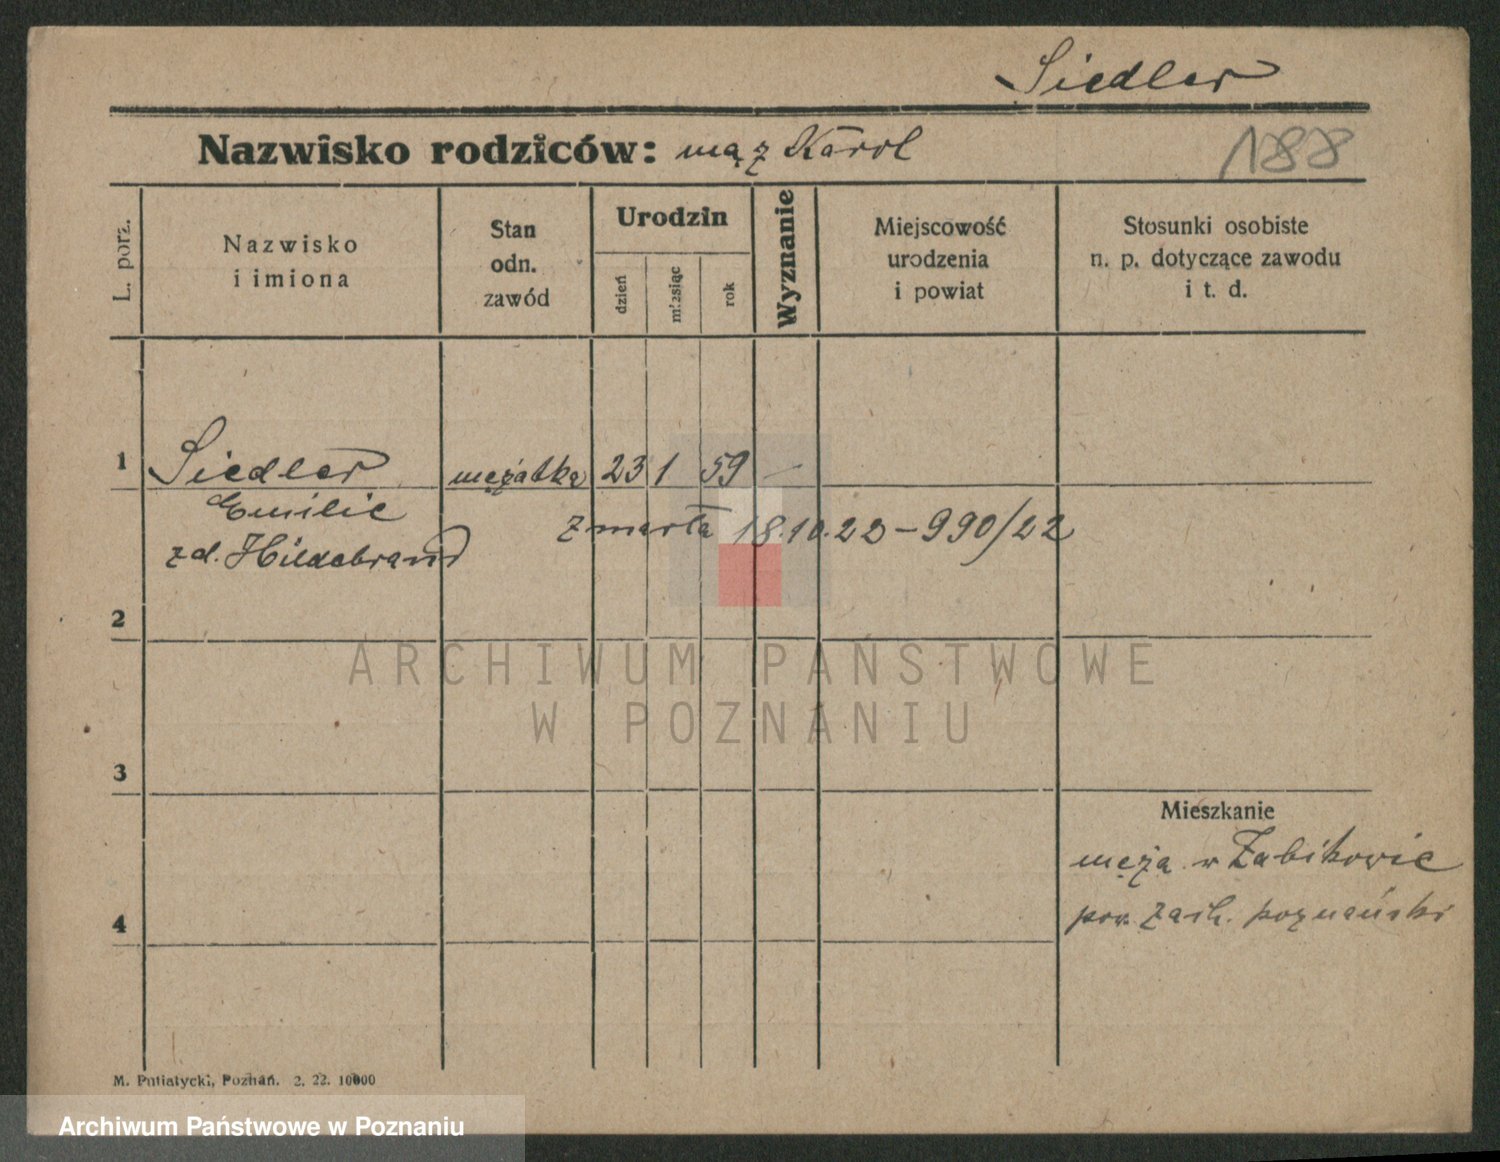 Siedler
Nazwisko rodziców: mąż Karol
188
L. porz.
Nazwisko
i imiona
Stan
odn.
zawód
Urodzin
dzień
miesiąc
rok
Wyznanie
Miejscowość
urodzenia
i powiat
Stosunki osobiste
n. p. dotyczące zawodu
i t. d.
1 Siedler mężatka 23 1 59 —
Emilie
zmarła 18.10.22 – 990/22
zd. Hildebrand
2
ARCHIWUM PAŃSTWOWE
W POZNANIU
3
Mieszkanie
męża w Żabikowie
pow. zach. poznański
4
M. Putiatycki, Poznań. 2. 22. 10000
Archiwum Państwowe w Poznaniu